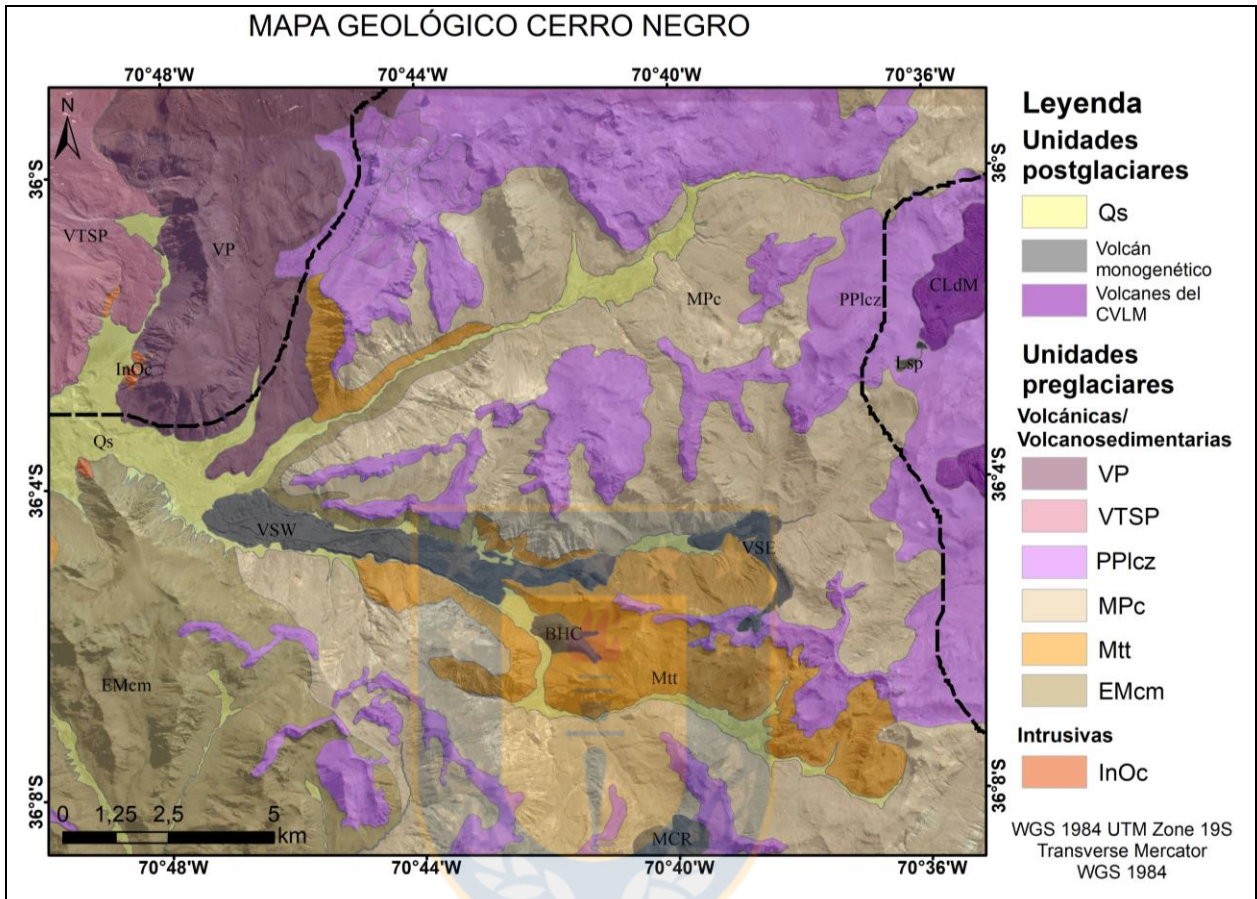 MAPA GEOLÓGICO CERRO NEGRO
70°48'W 70°44'W 70°40'W 70°36'W
N
36°S
36°S
VTSP
VP
MPc
PPlcz
CLdM
Lsp
InOc
Qs
36°4'S
36°4'S
VSW
VSE
BHC
Mtt
EMcm
MCR
36°8'S
36°8'S
0 1,25 2,5 5
km
70°48'W 70°44'W 70°40'W 70°36'W
Leyenda
Unidades
postglaciares
Qs
Volcán
monogenético
Volcanes del
CVLM
Unidades
preglaciares
Volcánicas/
Volcanosedimentarias
VP
VTSP
PPlcz
MPc
Mtt
EMcm
Intrusivas
InOc
WGS 1984 UTM Zone 19S
Transverse Mercator
WGS 1984